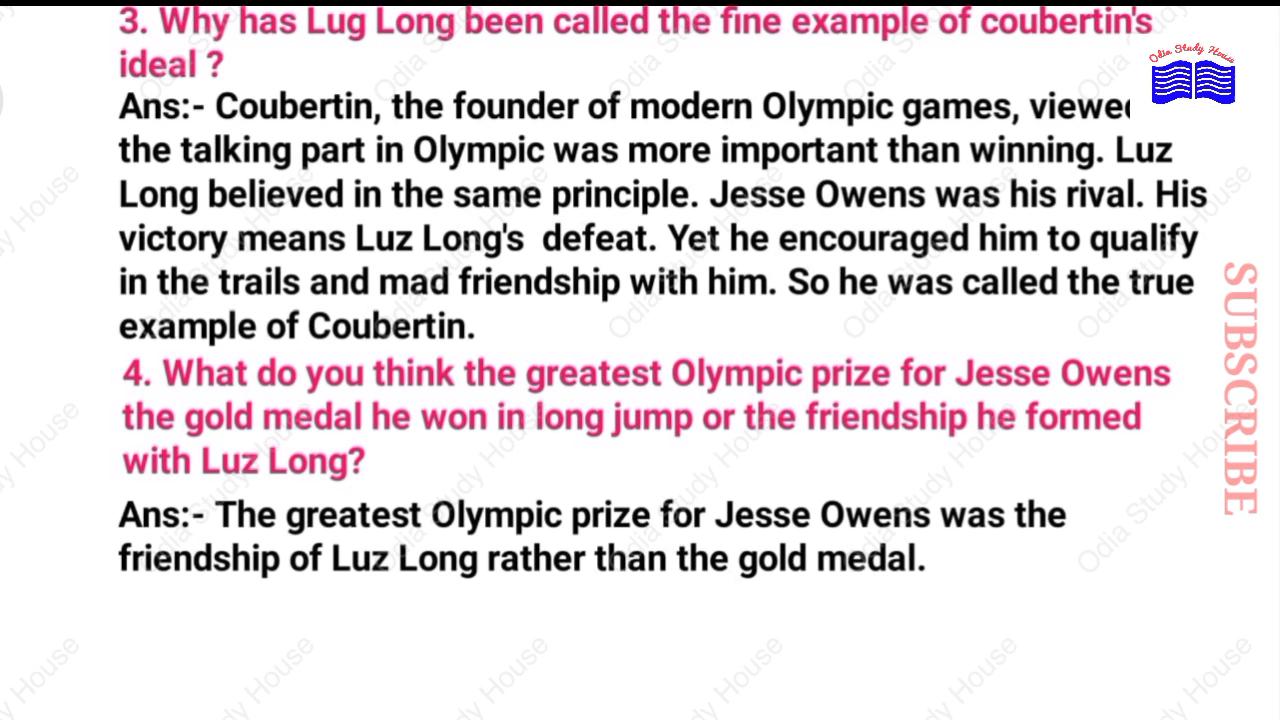 3. Why has Lug Long been called the fine example of coubertin's
ideal ?
Odia Study House
Ans:- Coubertin, the founder of modern Olympic games, viewed
the talking part in Olympic was more important than winning. Luz
Long believed in the same principle. Jesse Owens was his rival. His
victory means Luz Long's defeat. Yet he encouraged him to qualify
in the trails and mad friendship with him. So he was called the true
example of Coubertin.
SUBSCRIBE
4. What do you think the greatest Olympic prize for Jesse Owens
the gold medal he won in long jump or the friendship he formed
with Luz Long?
Ans:- The greatest Olympic prize for Jesse Owens was the
friendship of Luz Long rather than the gold medal.